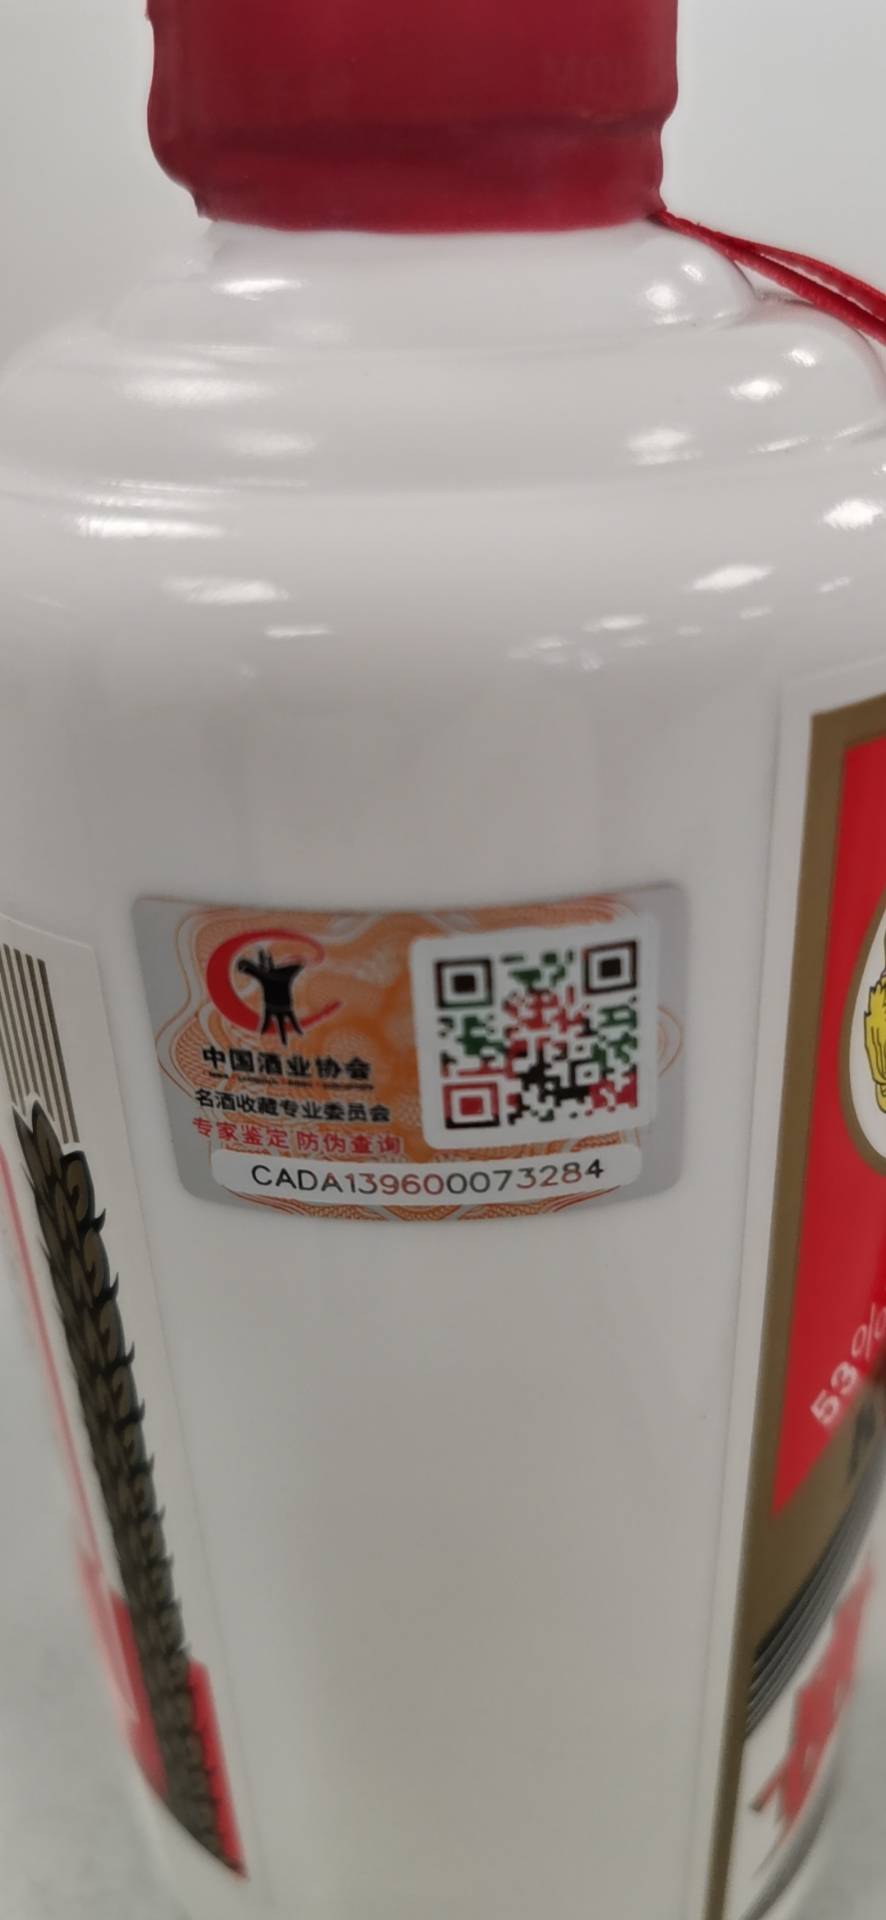 中国酒业协会
名酒收藏专业委员会
专家鉴定 防伪查询
CADA139600073284
53%